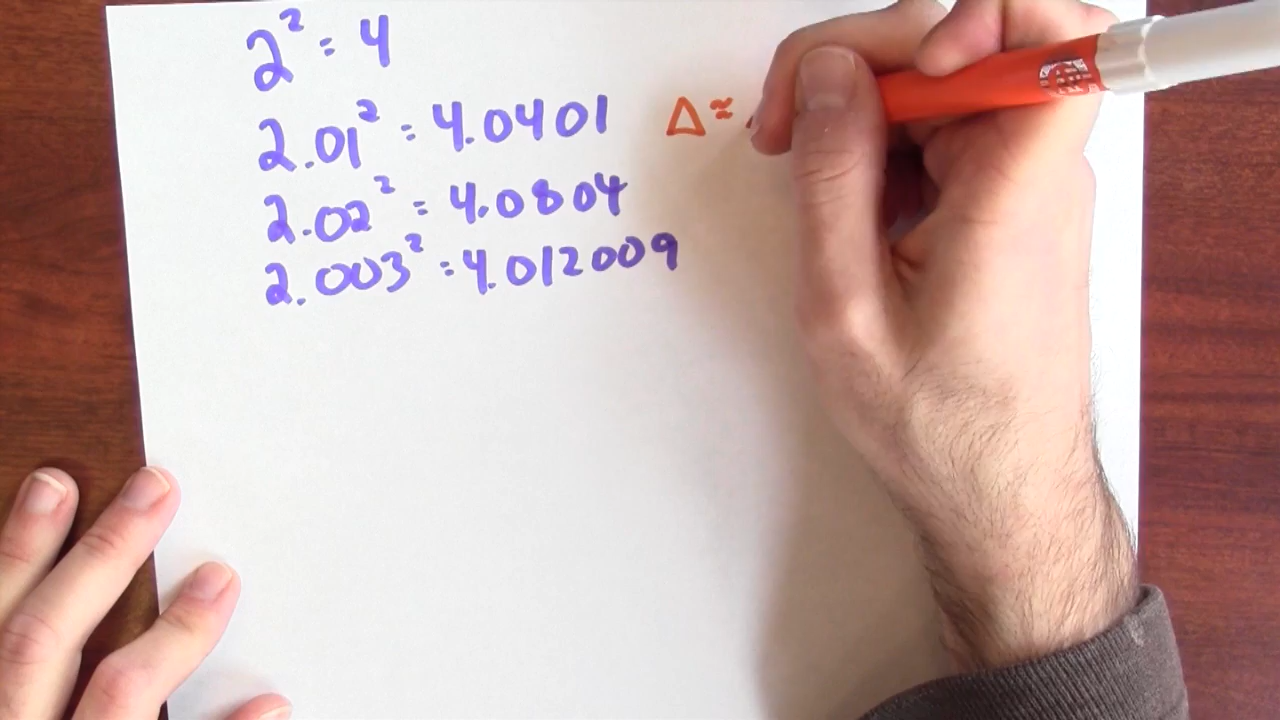 2² = 4
2.01² = 4.0401 Δ ≈ .
2.02² = 4.0804
2.003² = 4.012009